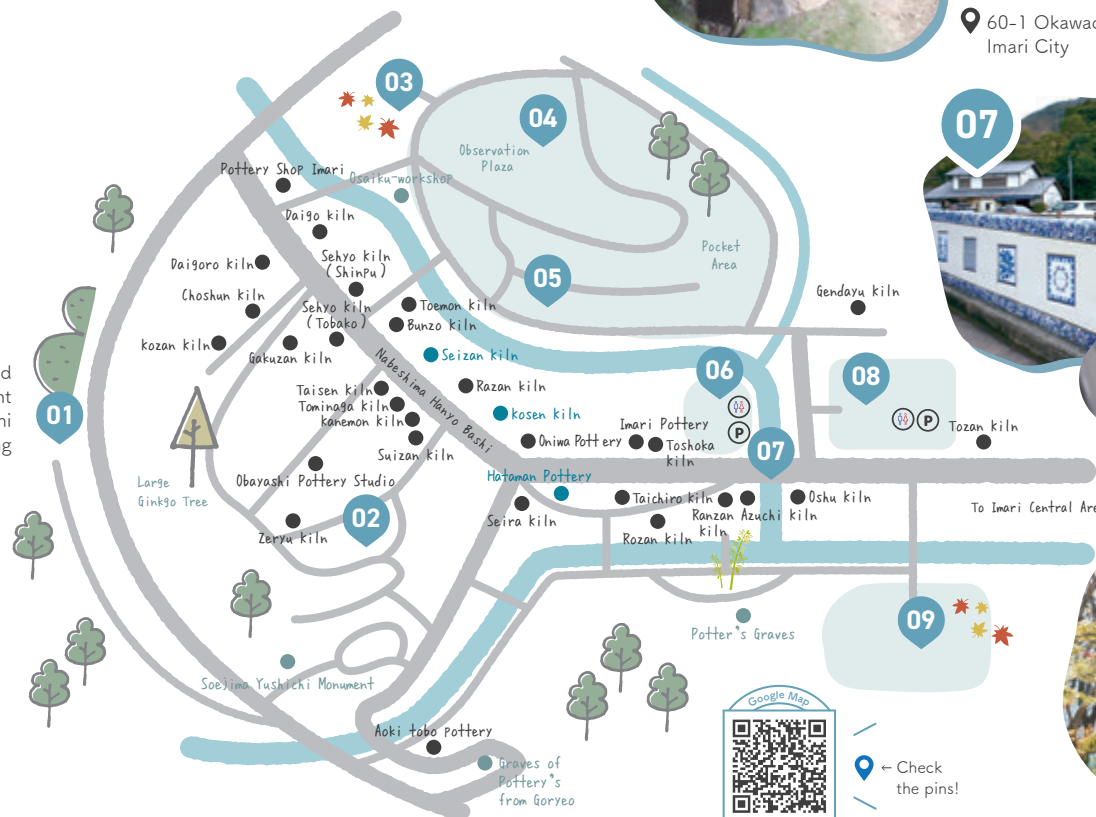 60-1 Okawac
Imari City
03
04
07
Observation
Plaza
Pottery Shop Imari
Osaiku-workshop
Daigo kiln
Pocket
Area
Sehyo kiln
(Shinpu)
Daigoro kiln
05
Choshun kiln
Sehyo kiln
(Tobako)
Toemon kiln
Gendayu kiln
Bunzo kiln
Kozan kiln
Gakuzan kiln
Seizan kiln
Nabeshima Hanyo Bashi
d
nt
ni
ng
01
06
08
Taisen kiln
Razan kiln
Tominaga kiln
Kanemon kiln
kosen kiln
P
P
Imari Pottery
Tozan kiln
Oniwa Pottery
Toshoka
kiln
07
Suizan kiln
Obayashi Pottery Studio
Hataman Pottery
Large
Ginkgo Tree
02
Taichiro kiln
Oshu kiln
Seira kiln
Ranzan
kiln
Azuchi kiln
To Imari Central Are
Zeryu kiln
Rozan kiln
09
Potter's Graves
Soejima Yushichi Monument
Google Map
Aoki tobo pottery
Graves of
Pottery's
from Goryeo
← Check
the pins!